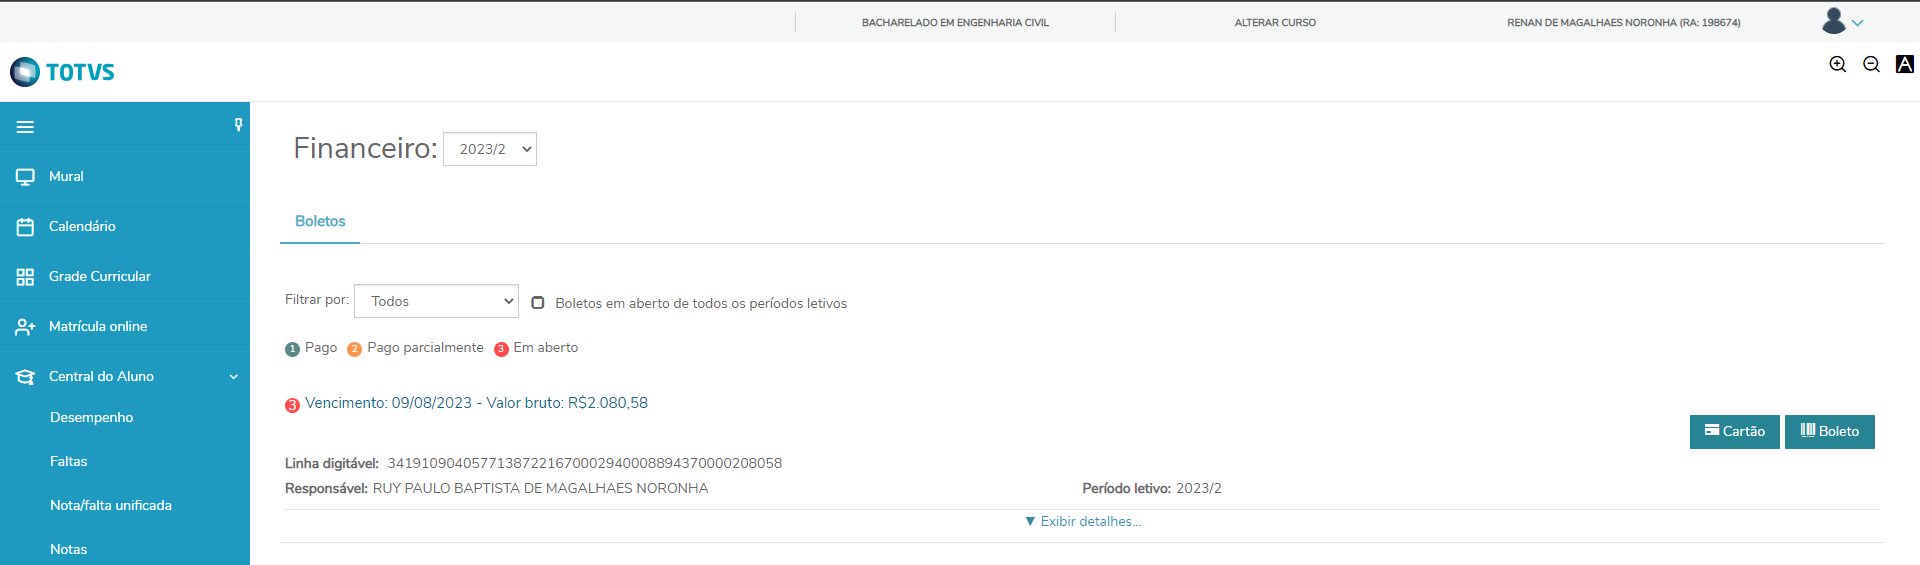 BACHARELADO EM ENGENHARIA CIVIL
ALTERAR CURSO
RENAN DE MAGALHAES NORONHA (RA: 198674)
TOTVS
A
Financeiro: 2023/2
Mural
Calendário
Grade Curricular
Matrícula online
Central do Aluno
Desempenho
Faltas
Nota/falta unificada
Notas
Boletos
Filtrar por: Todos Boletos em aberto de todos os períodos letivos
1 Pago 2 Pago parcialmente 3 Em aberto
3 Vencimento: 09/08/2023 - Valor bruto: R$2.080,58
Cartão Boleto
Linha digitável: 34191090405771387221670002940008894370000208058
Responsável: RUY PAULO BAPTISTA DE MAGALHAES NORONHA Período letivo: 2023/2
▼ Exibir detalhes...